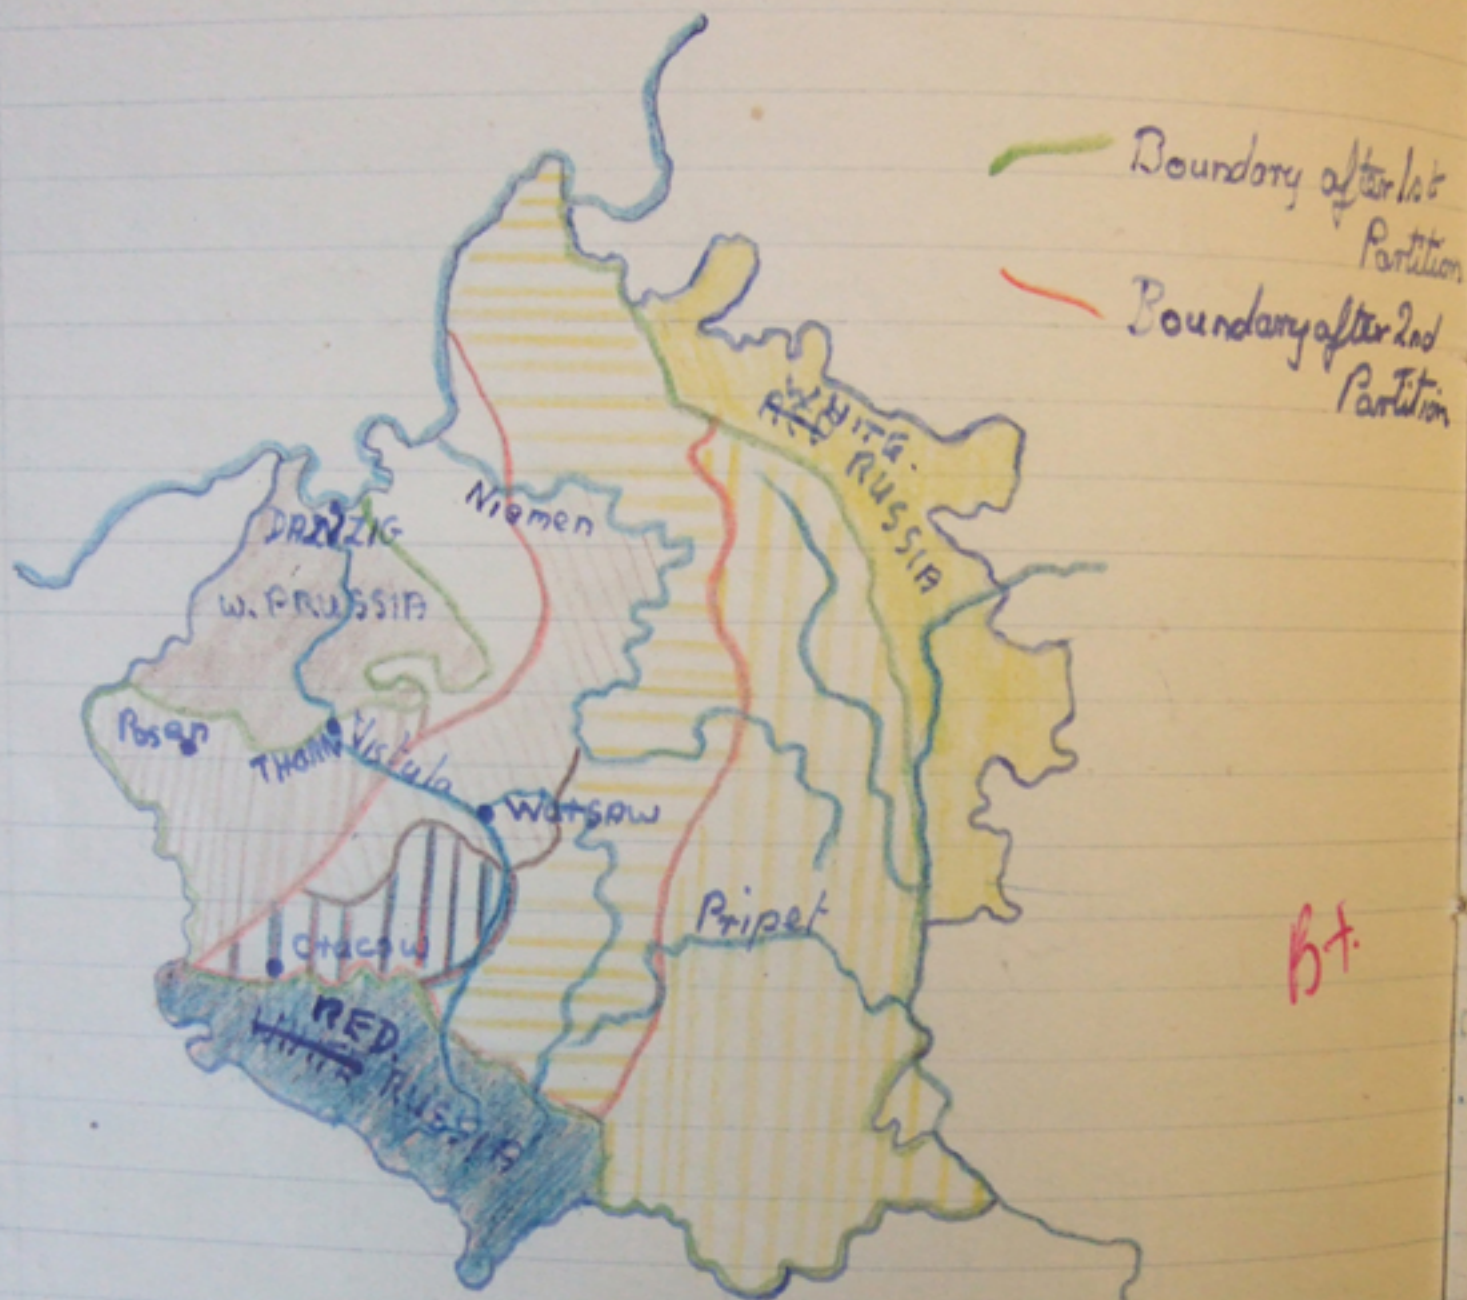 Boundary after 1st
Partition
Boundary after 2nd
Partition
WHITE.
RUSSIA
Niemen
DANZIG
W. PRUSSIA
Posen
THORN
Vistula
Warsaw
Pripet
Cracow
RED.
RUSSIA
B+.